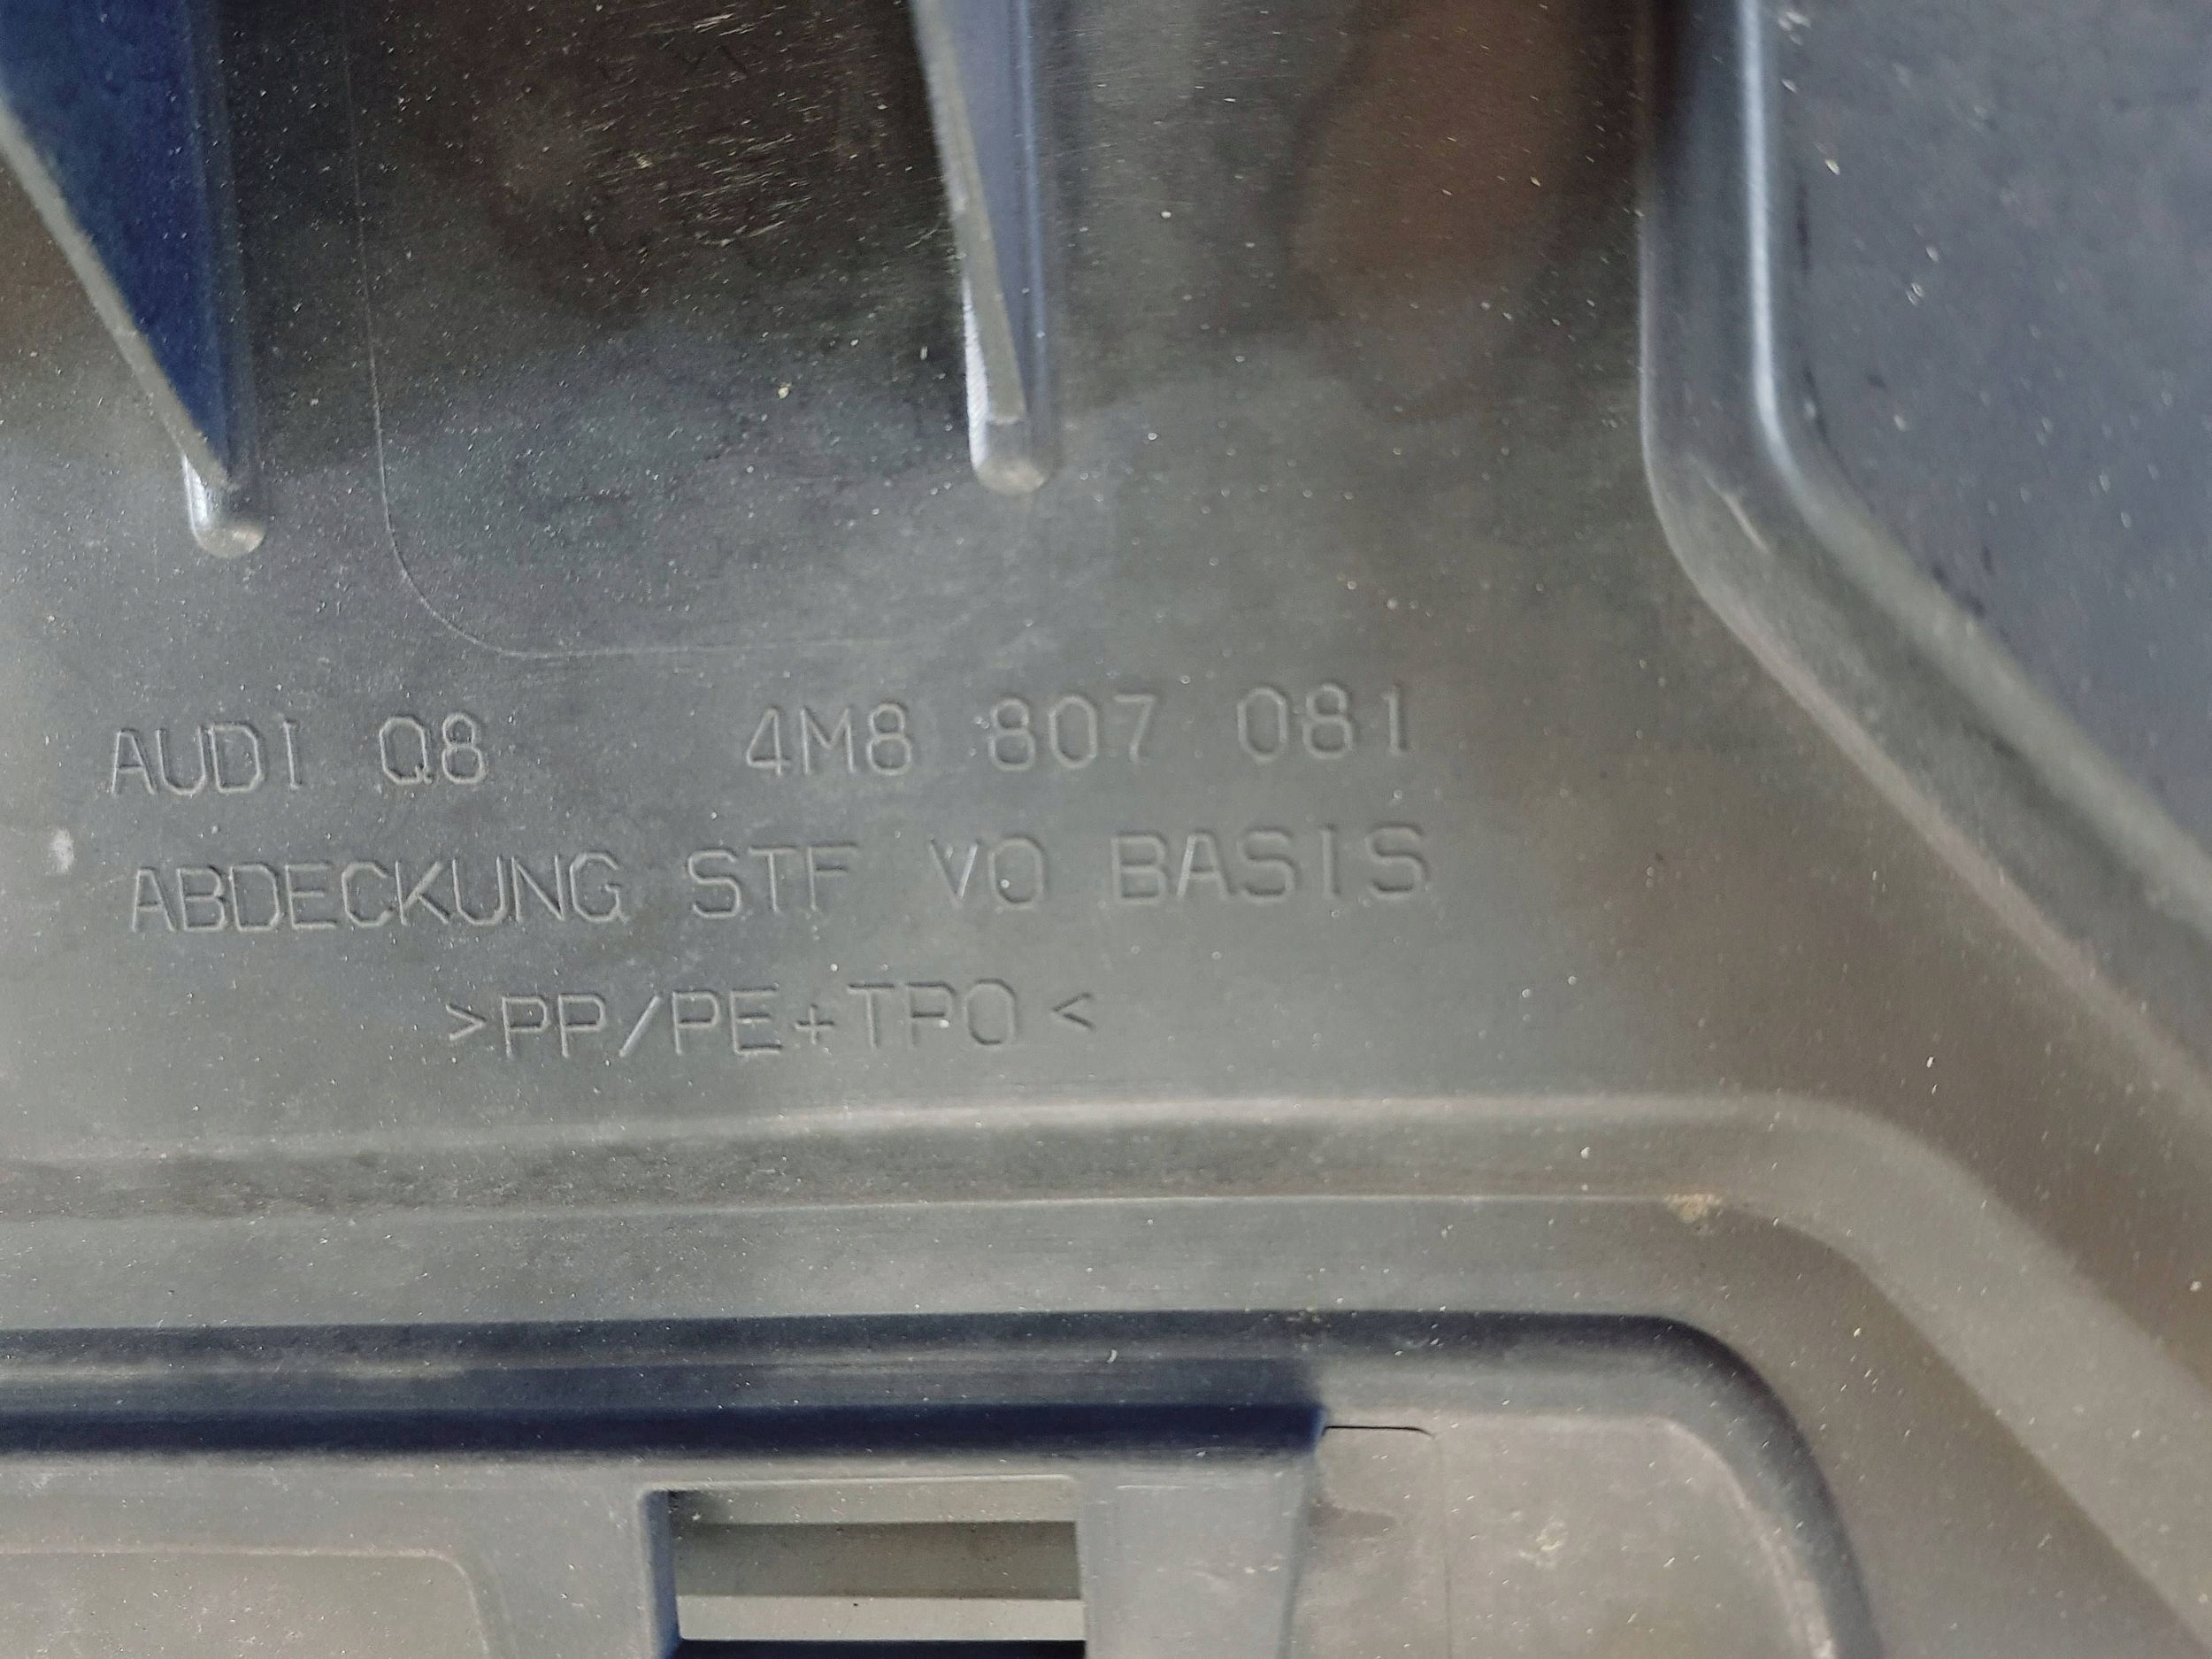 AUDI Q8 4M8 807 081
ABDECKUNG STF VO BASIS
>PP/PE+TPO<